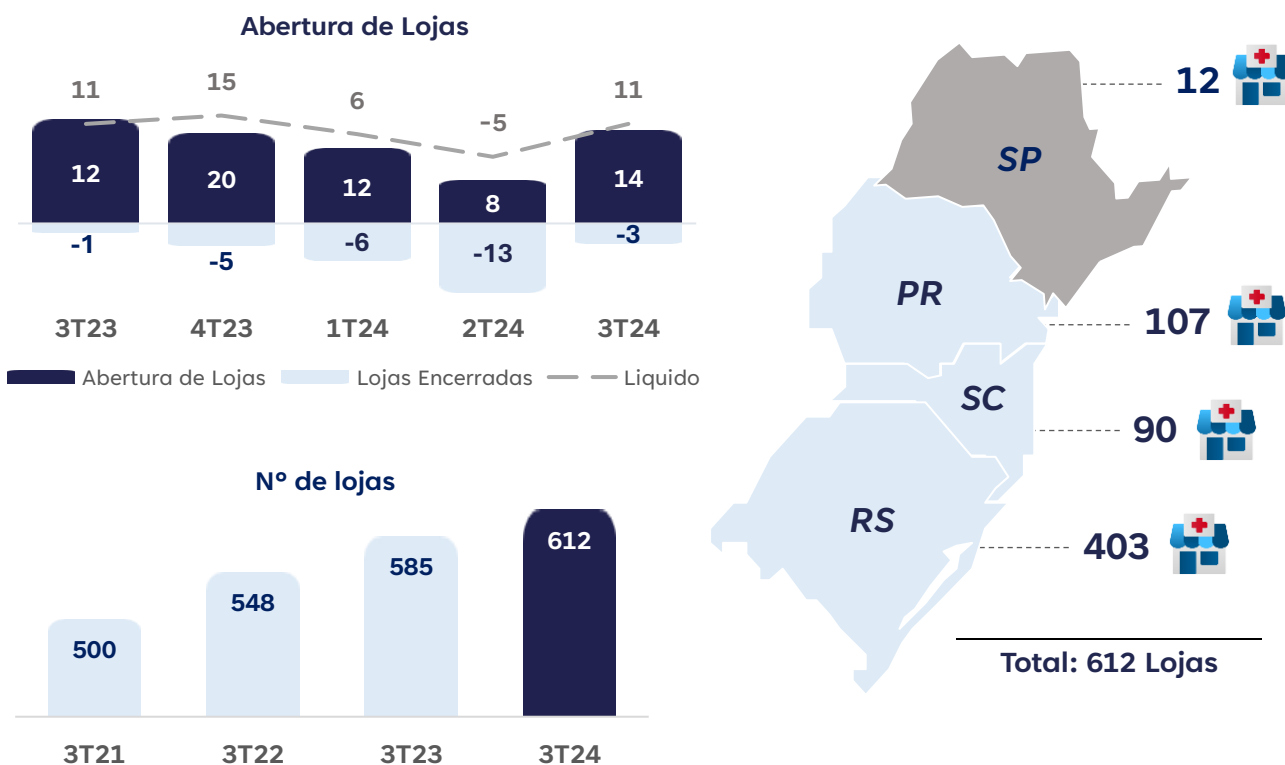 Abertura de Lojas
11 15 6 -5 11
12 20 12 8 14
-1 -5 -6 -13 -3
3T23 4T23 1T24 2T24 3T24
Abertura de Lojas Lojas Encerradas Liquido
Nº de lojas
500 548 585 612
3T21 3T22 3T23 3T24
SP 12
PR 107
SC 90
RS 403
Total: 612 Lojas